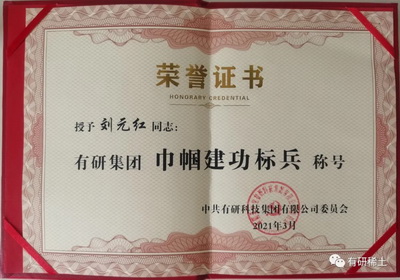 荣誉证书
HONORARY CREDENTIAL
授予刘元红同志:
有研集团 巾帼建功标兵 称号
中共有研科技集团有限公司委员会
2021年3月
有研稀土